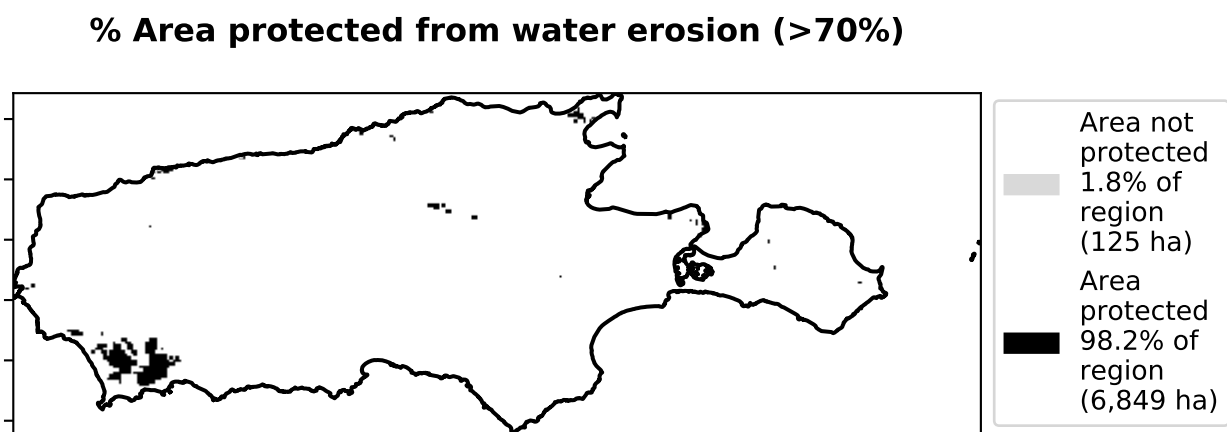 % Area protected from water erosion (>70%)
Area not
protected
1.8% of
region
(125 ha)
Area
protected
98.2% of
region
(6,849 ha)